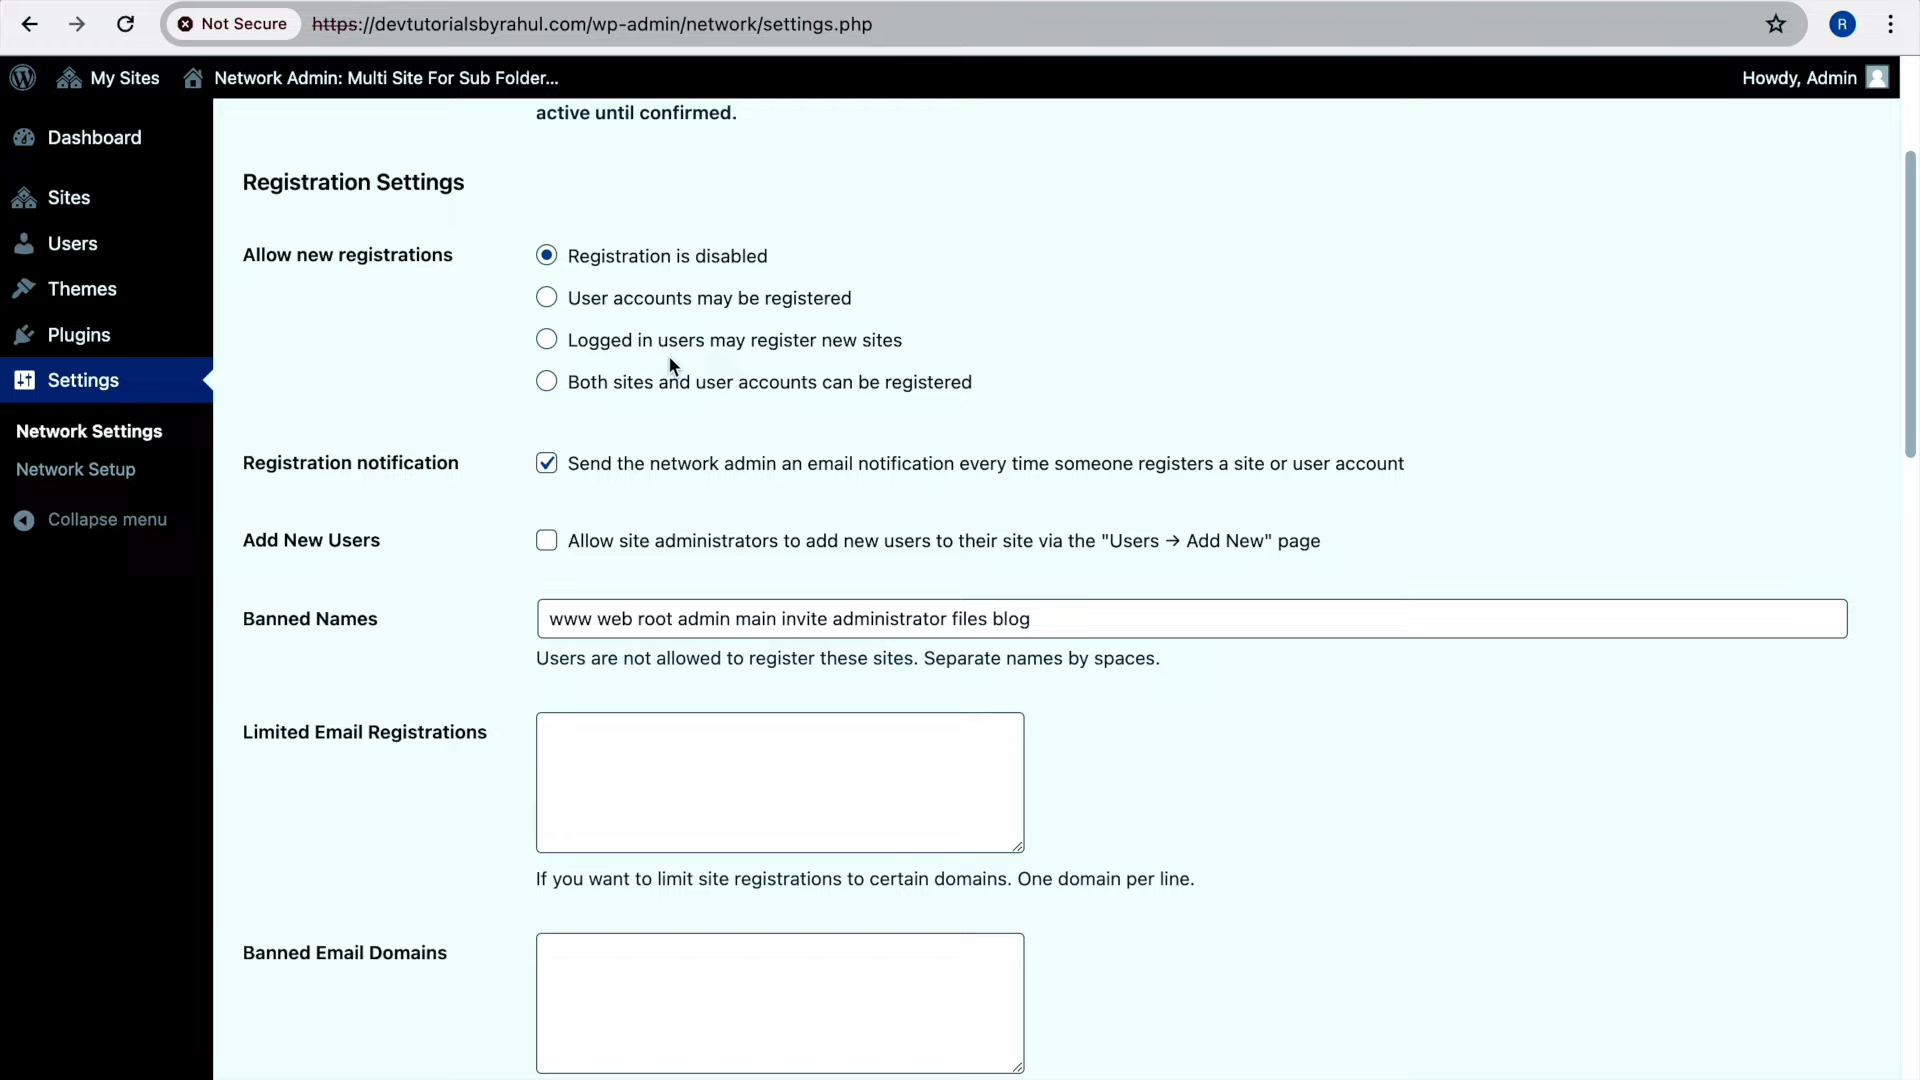 Not Secure https://devtutorialsbyrahul.com/wp-admin/network/settings.php R
My Sites Network Admin: Multi Site For Sub Folder... Howdy, Admin
Dashboard
Sites
Users
Themes
Plugins
Settings
Network Settings
Network Setup
Collapse menu
active until confirmed.
Registration Settings
Allow new registrations
Registration is disabled
User accounts may be registered
Logged in users may register new sites
Both sites and user accounts can be registered
Registration notification
Send the network admin an email notification every time someone registers a site or user account
Add New Users
Allow site administrators to add new users to their site via the "Users → Add New" page
Banned Names
www web root admin main invite administrator files blog
Users are not allowed to register these sites. Separate names by spaces.
Limited Email Registrations
If you want to limit site registrations to certain domains. One domain per line.
Banned Email Domains